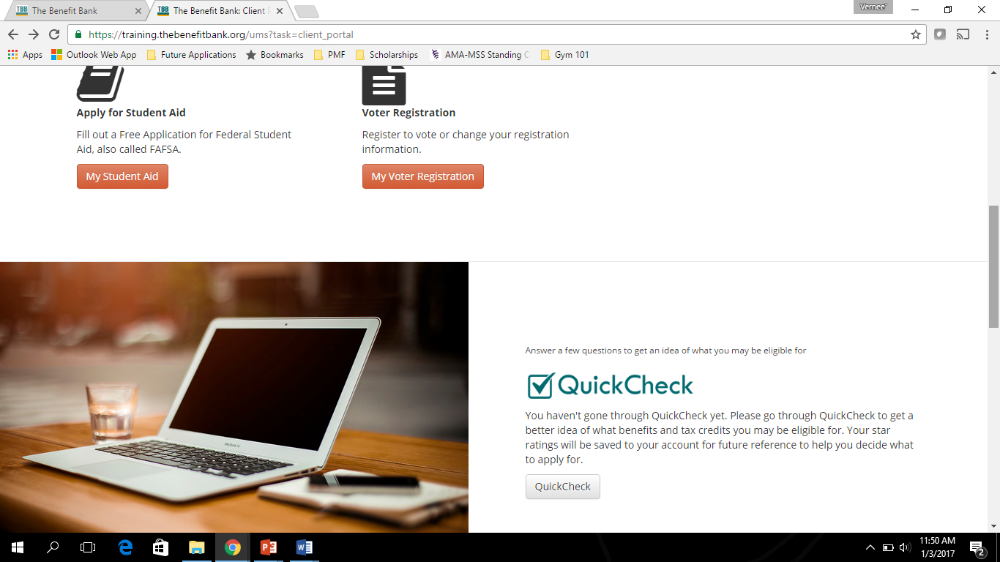 Vernee'
TBB The Benefit Bank
TBB The Benefit Bank: Client
https://training.thebenefitbank.org/ums?task=client_portal
Apps Outlook Web App Future Applications Bookmarks PMF Scholarships AMA-MSS Standing C Gym 101
Apply for Student Aid
Fill out a Free Application for Federal Student
Aid, also called FAFSA.
My Student Aid
Voter Registration
Register to vote or change your registration
information.
My Voter Registration
Answer a few questions to get an idea of what you may be eligible for
QuickCheck
You haven't gone through QuickCheck yet. Please go through QuickCheck to get a
better idea of what benefits and tax credits you may be eligible for. Your star
ratings will be saved to your account for future reference to help you decide what
to apply for.
QuickCheck
MacBook Air
11:50 AM
1/3/2017
2